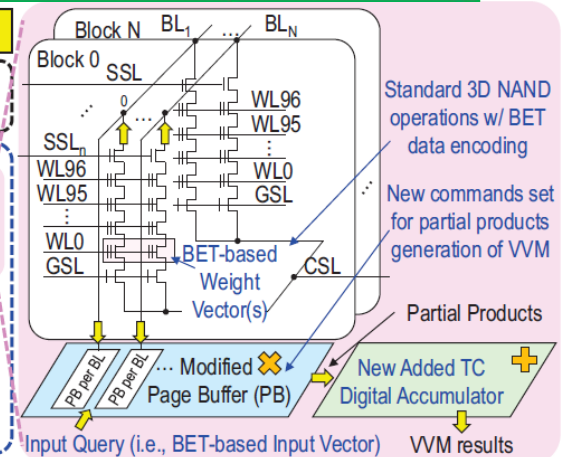 Block N BL1 ... BLN
Block 0
SSL
0
... ...
SSLn
WL96
WL95
⋮
WL0
GSL
WL96
WL95
⋮
WL0
GSL
CSL
BET-based
Weight
Vector(s)
Standard 3D NAND
operations w/ BET
data encoding
New commands set
for partial products
generation of VVM
Partial Products
PB per BL
PB per BL
... Modified
Page Buffer (PB)
New Added TC
Digital Accumulator
Input Query (i.e., BET-based Input Vector)
VVM results